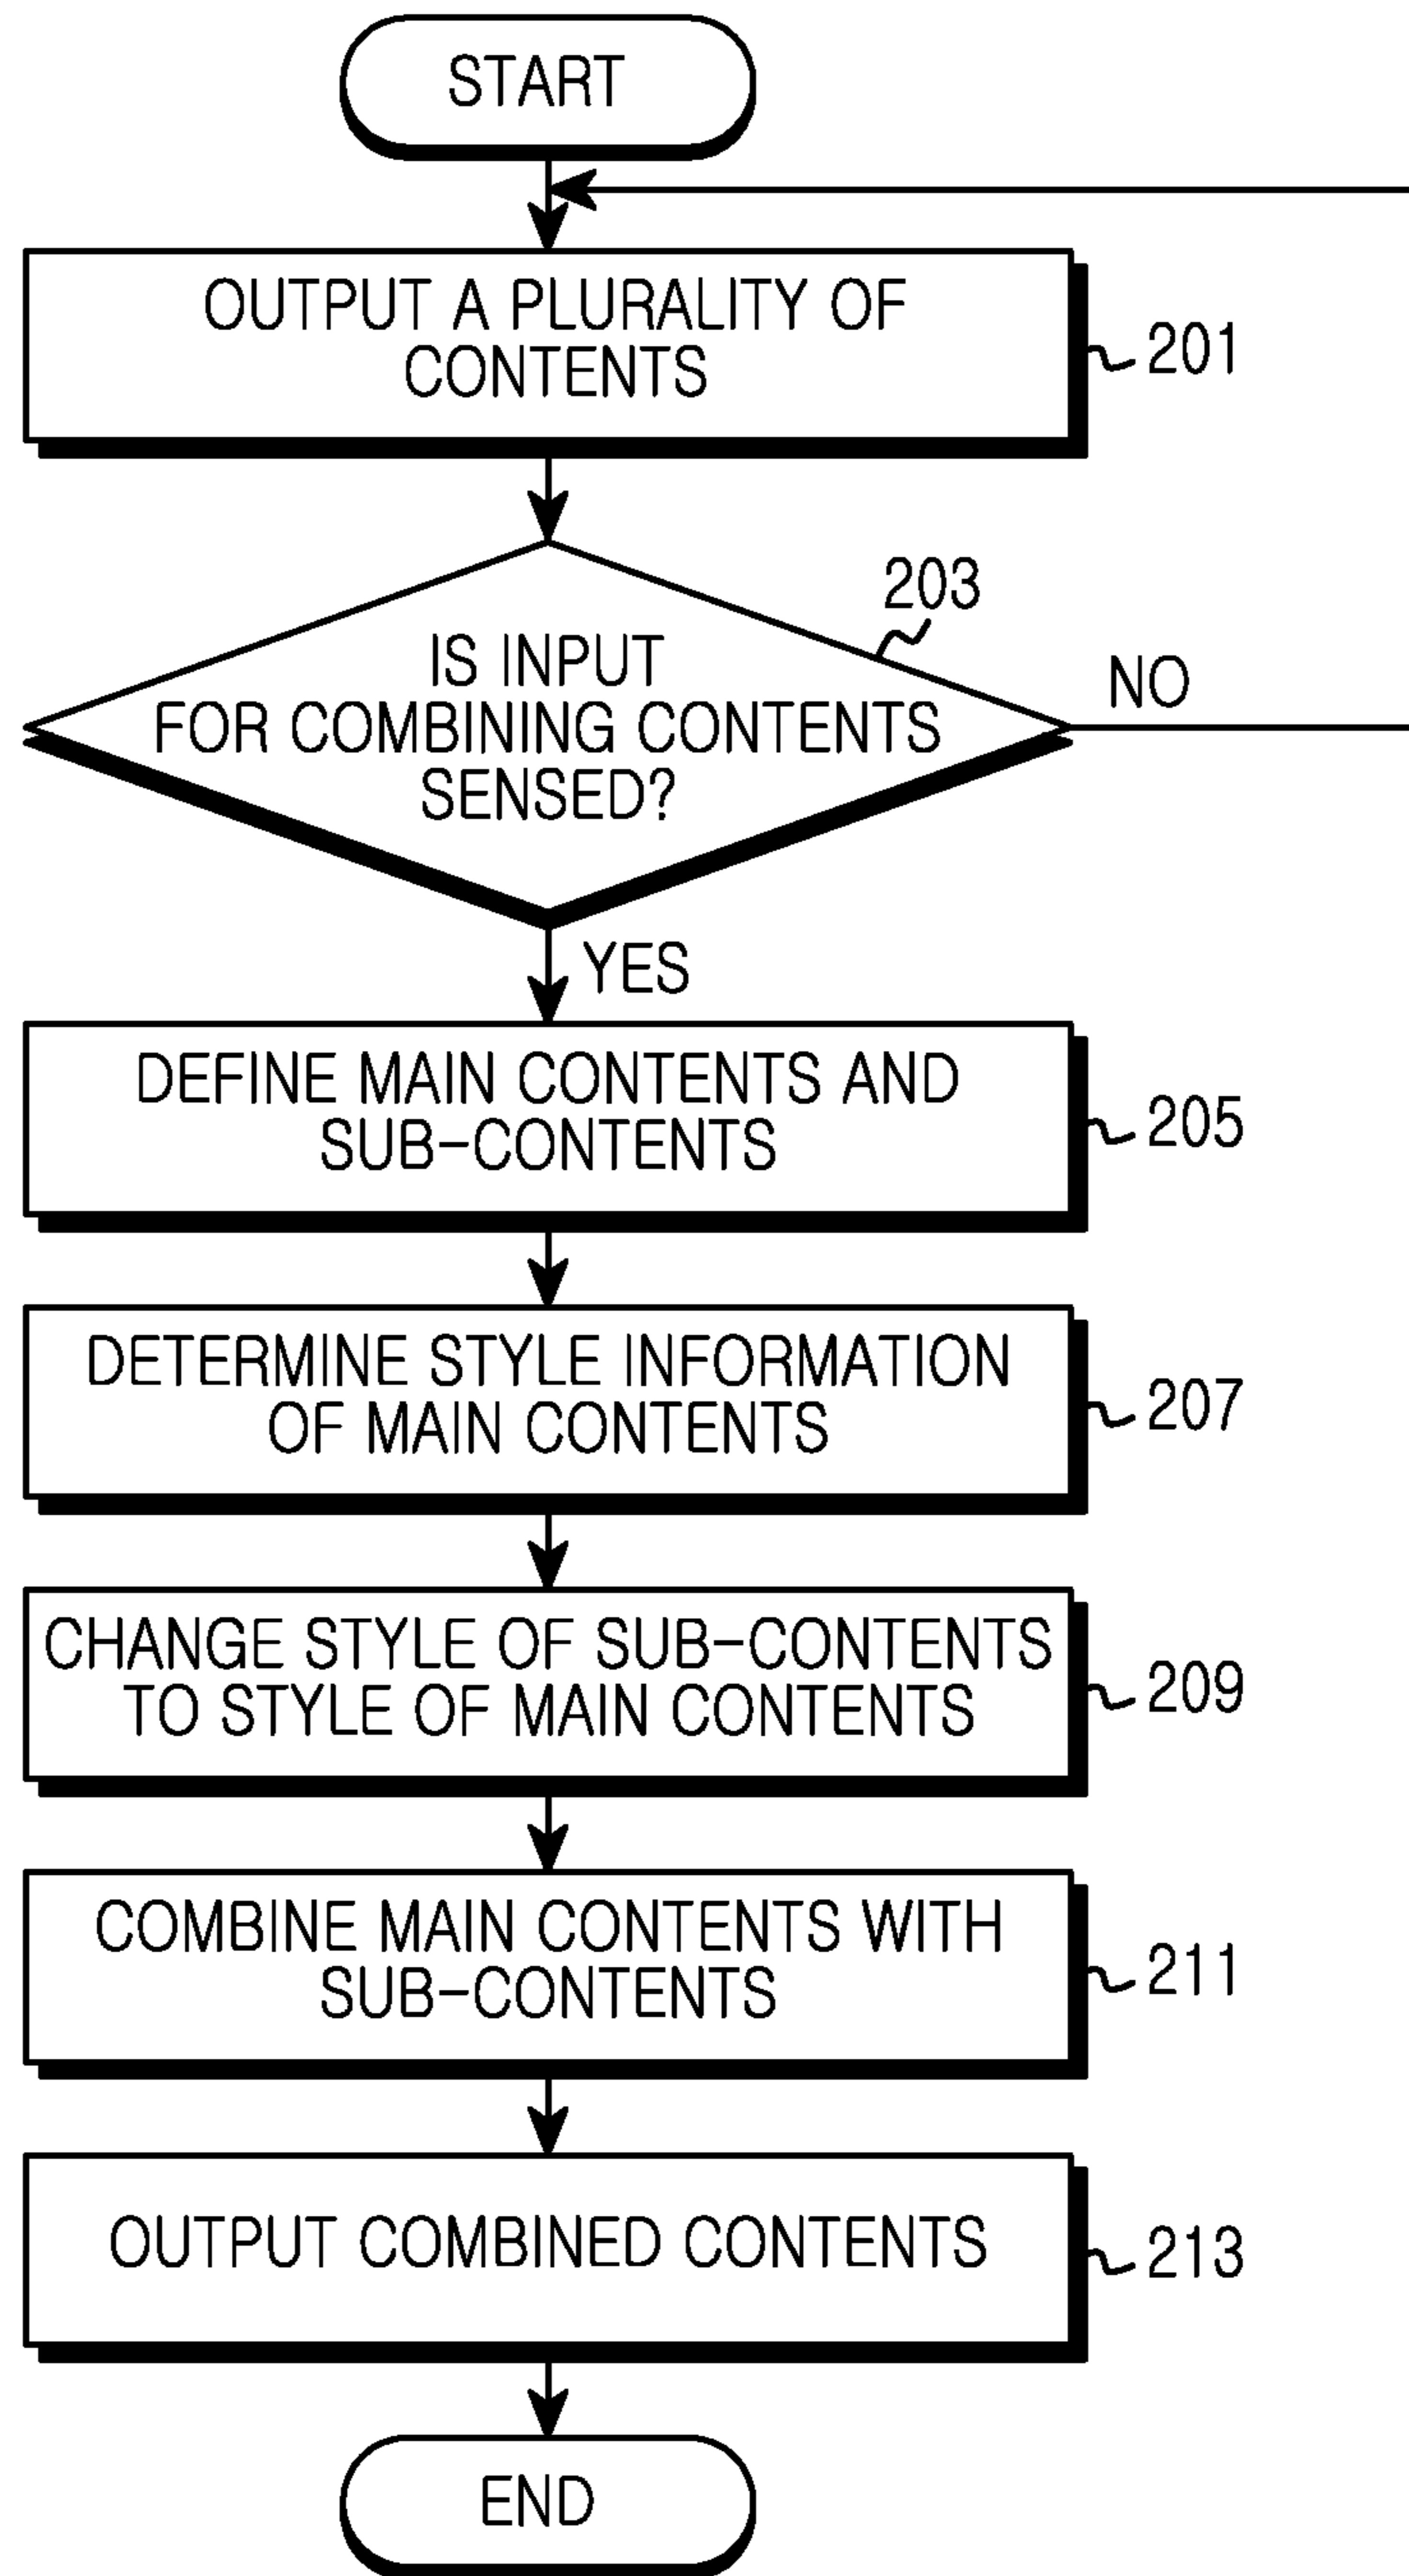 START
OUTPUT A PLURALITY OF
CONTENTS
201
203
IS INPUT
FOR COMBINING CONTENTS
SENSED?
NO
YES
DEFINE MAIN CONTENTS AND
SUB-CONTENTS
205
DETERMINE STYLE INFORMATION
OF MAIN CONTENTS
207
CHANGE STYLE OF SUB-CONTENTS
TO STYLE OF MAIN CONTENTS
209
COMBINE MAIN CONTENTS WITH
SUB-CONTENTS
211
OUTPUT COMBINED CONTENTS
213
END